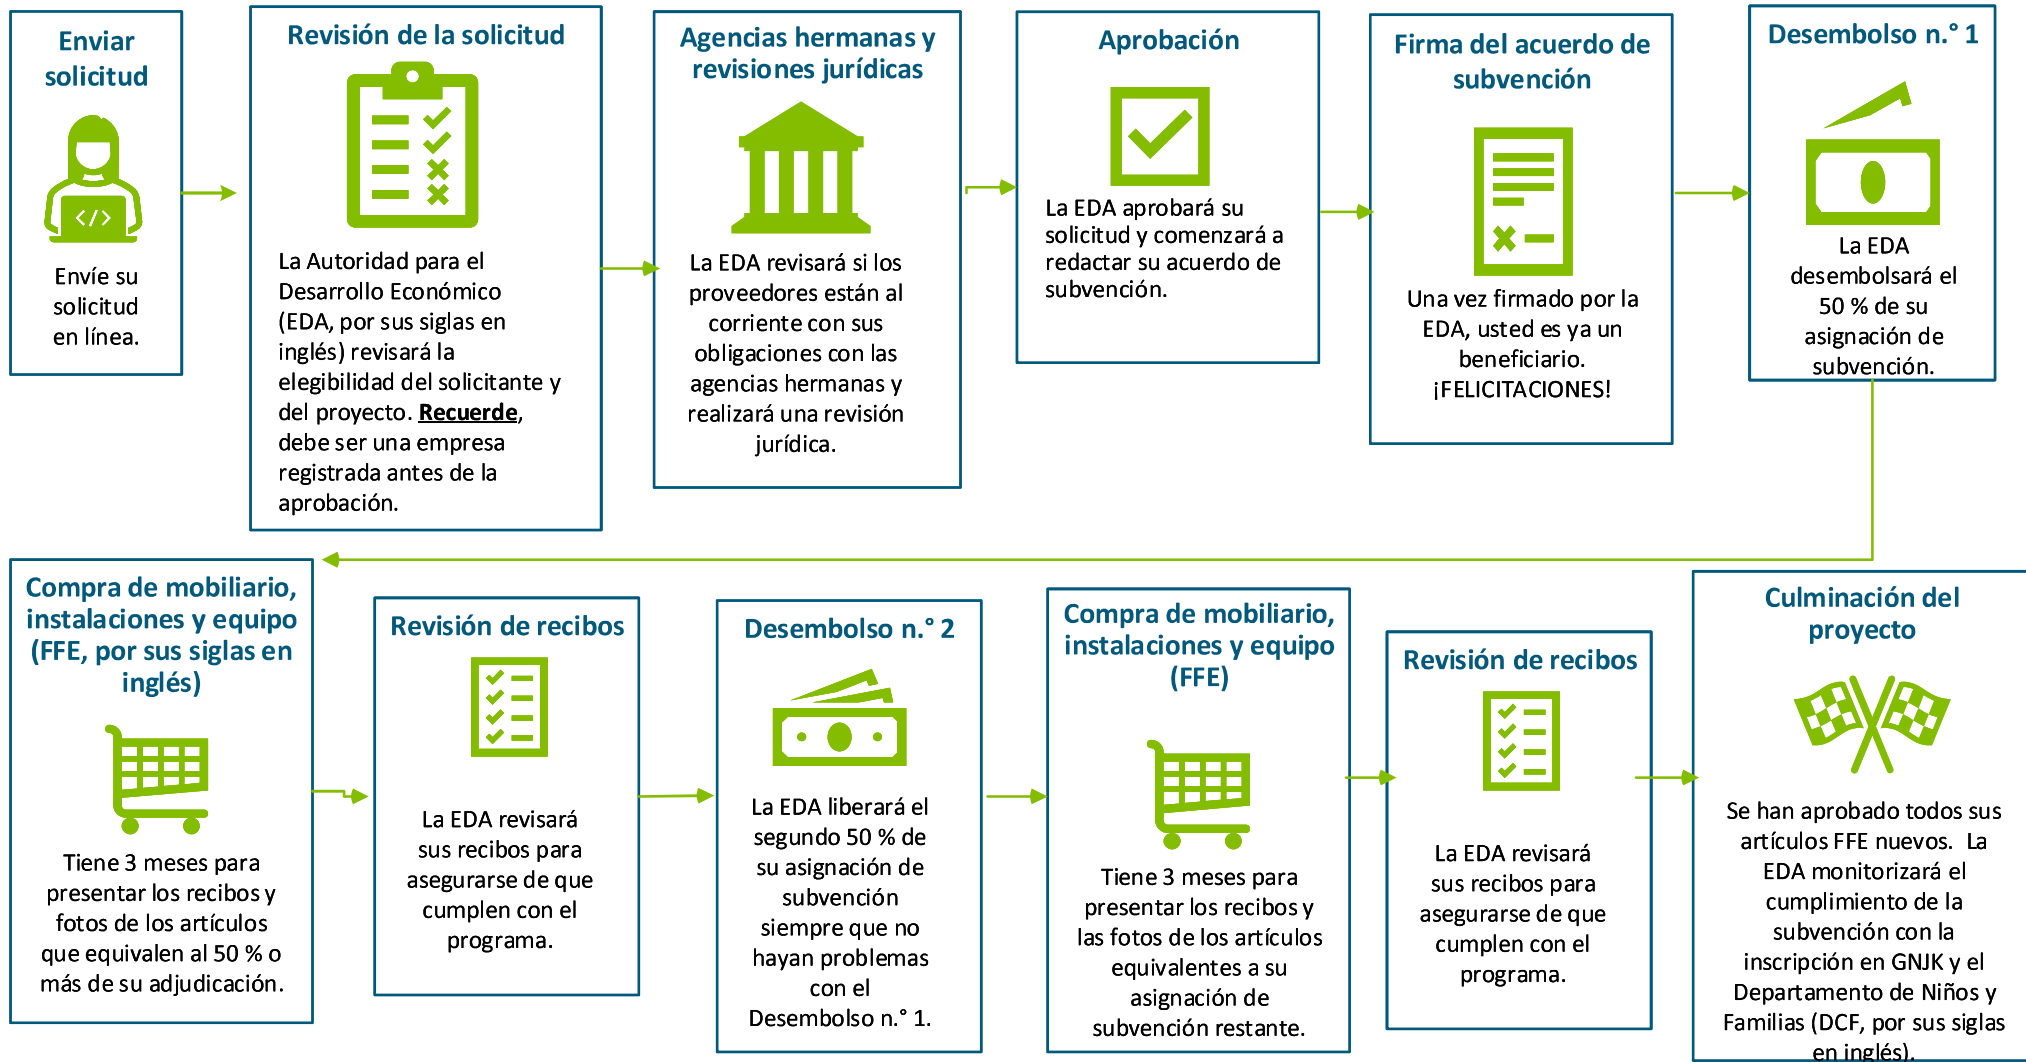 Enviar
solicitud
</>
Envíe su
solicitud
en línea.
Revisión de la solicitud
La Autoridad para el
Desarrollo Económico
(EDA, por sus siglas en
inglés) revisará la
elegibilidad del solicitante y
del proyecto. Recuerde,
debe ser una empresa
registrada antes de la
aprobación.
Agencias hermanas y
revisiones jurídicas
La EDA revisará si los
proveedores están al
corriente con sus
obligaciones con las
agencias hermanas y
realizará una revisión
jurídica.
Aprobación
La EDA aprobará su
solicitud y comenzará a
redactar su acuerdo de
subvención.
Firma del acuerdo de
subvención
Una vez firmado por la
EDA, usted es ya un
beneficiario.
¡FELICITACIONES!
Desembolso n.° 1
La EDA
desembolsará el
50 % de su
asignación de
subvención.
Compra de mobiliario,
instalaciones y equipo
(FFE, por sus siglas en
inglés)
Tiene 3 meses para
presentar los recibos y
fotos de los artículos
que equivalen al 50 % o
más de su adjudicación.
Revisión de recibos
La EDA revisará
sus recibos para
asegurarse de que
cumplen con el
programa.
Desembolso n.° 2
La EDA liberará el
segundo 50 % de
su asignación de
subvención
siempre que no
hayan problemas
con el
Desembolso n.° 1.
Compra de mobiliario,
instalaciones y equipo
(FFE)
Tiene 3 meses para
presentar los recibos y
las fotos de los artículos
equivalentes a su
asignación de
subvención restante.
Revisión de recibos
La EDA revisará
sus recibos para
asegurarse de que
cumplen con el
programa.
Culminación del
proyecto
Se han aprobado todos sus
artículos FFE nuevos. La
EDA monitorizará el
cumplimiento de la
subvención con la
inscripción en GNJK y el
Departamento de Niños y
Familias (DCF, por sus siglas
en inglés).